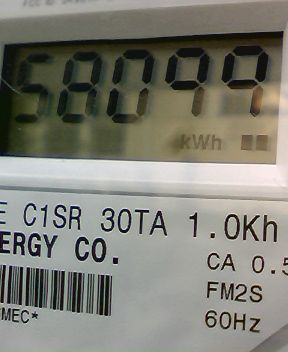 58099
kWh
E C1SR 30TA 1.0Kh
ERGY CO.
CA 0.5
FM2S
MEC*
60Hz